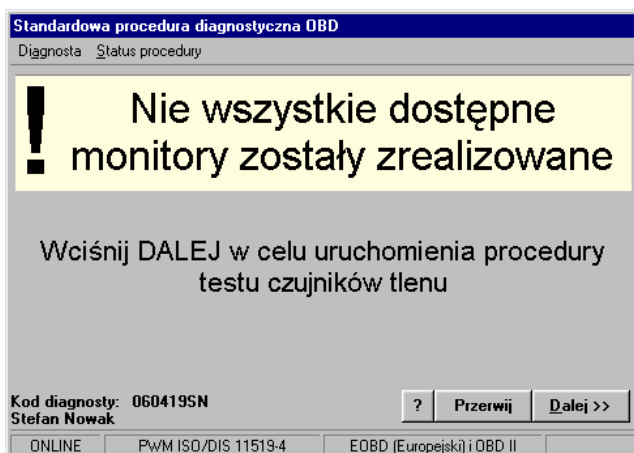 Standardowa procedura diagnostyczna OBD
Diagnosta Status procedury
! Nie wszystkie dostępne
monitory zostały zrealizowane
Wciśnij DALEJ w celu uruchomienia procedury
testu czujników tlenu
Kod diagnosty: 060419SN
Stefan Nowak
? Przerwij Dalej >>
ONLINE PWM ISO/DIS 11519-4 EOBD (Europejski) i OBD II